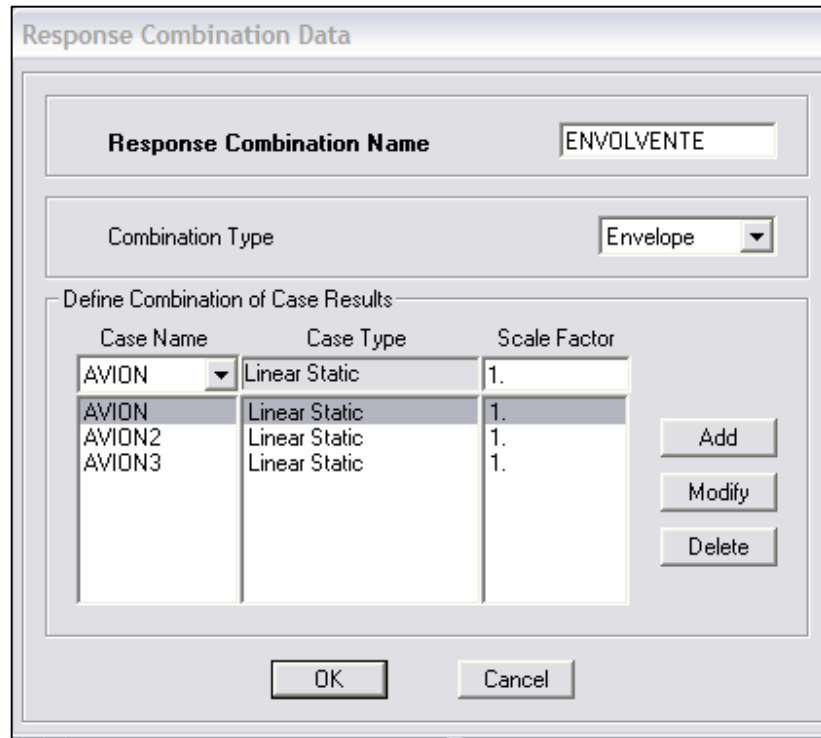 Response Combination Data
Response Combination Name ENVOLVENTE
Combination Type Envelope
Define Combination of Case Results
Case Name Case Type Scale Factor
AVION Linear Static 1.
AVION Linear Static 1.
AVION2 Linear Static 1.
AVION3 Linear Static 1.
Add
Modify
Delete
OK Cancel